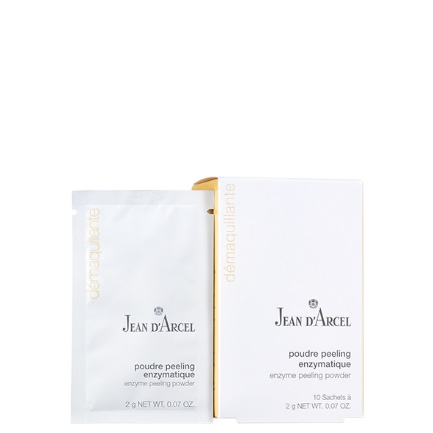 démaquillante
JEAN D'ARCEL
poudre peeling
enzymatique
enzyme peeling powder
2 g NET WT. 0.07 OZ.
démaquillante
JEAN D'ARCEL
poudre peeling
enzymatique
enzyme peeling powder
10 Sachets à
2 g NET WT. 0.07 OZ.